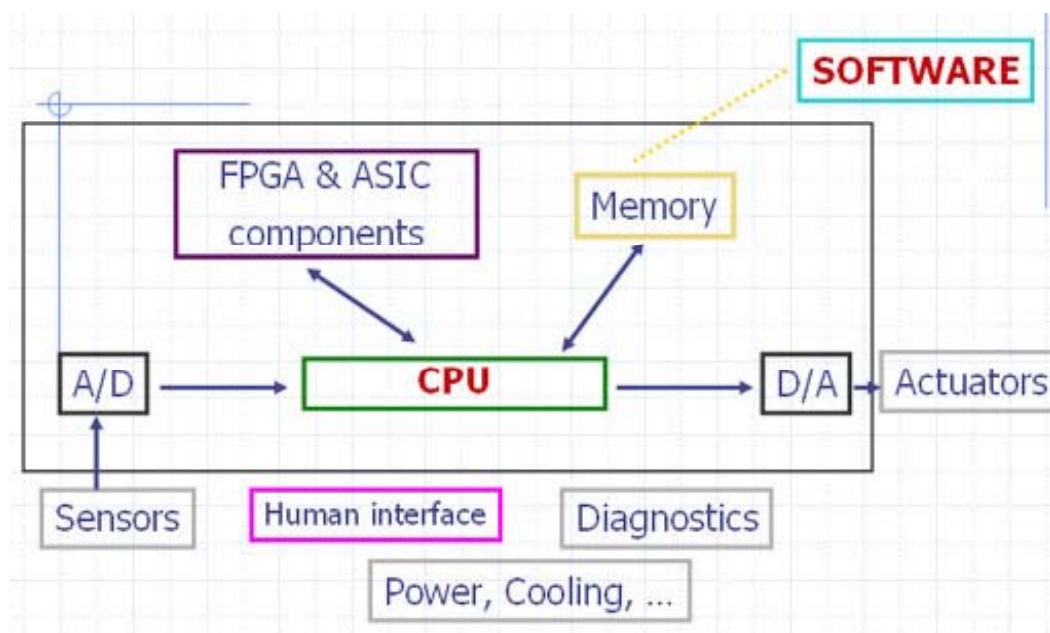 SOFTWARE
FPGA & ASIC
components
Memory
A/D
CPU
D/A
Actuators
Sensors
Human interface
Diagnostics
Power, Cooling, ...